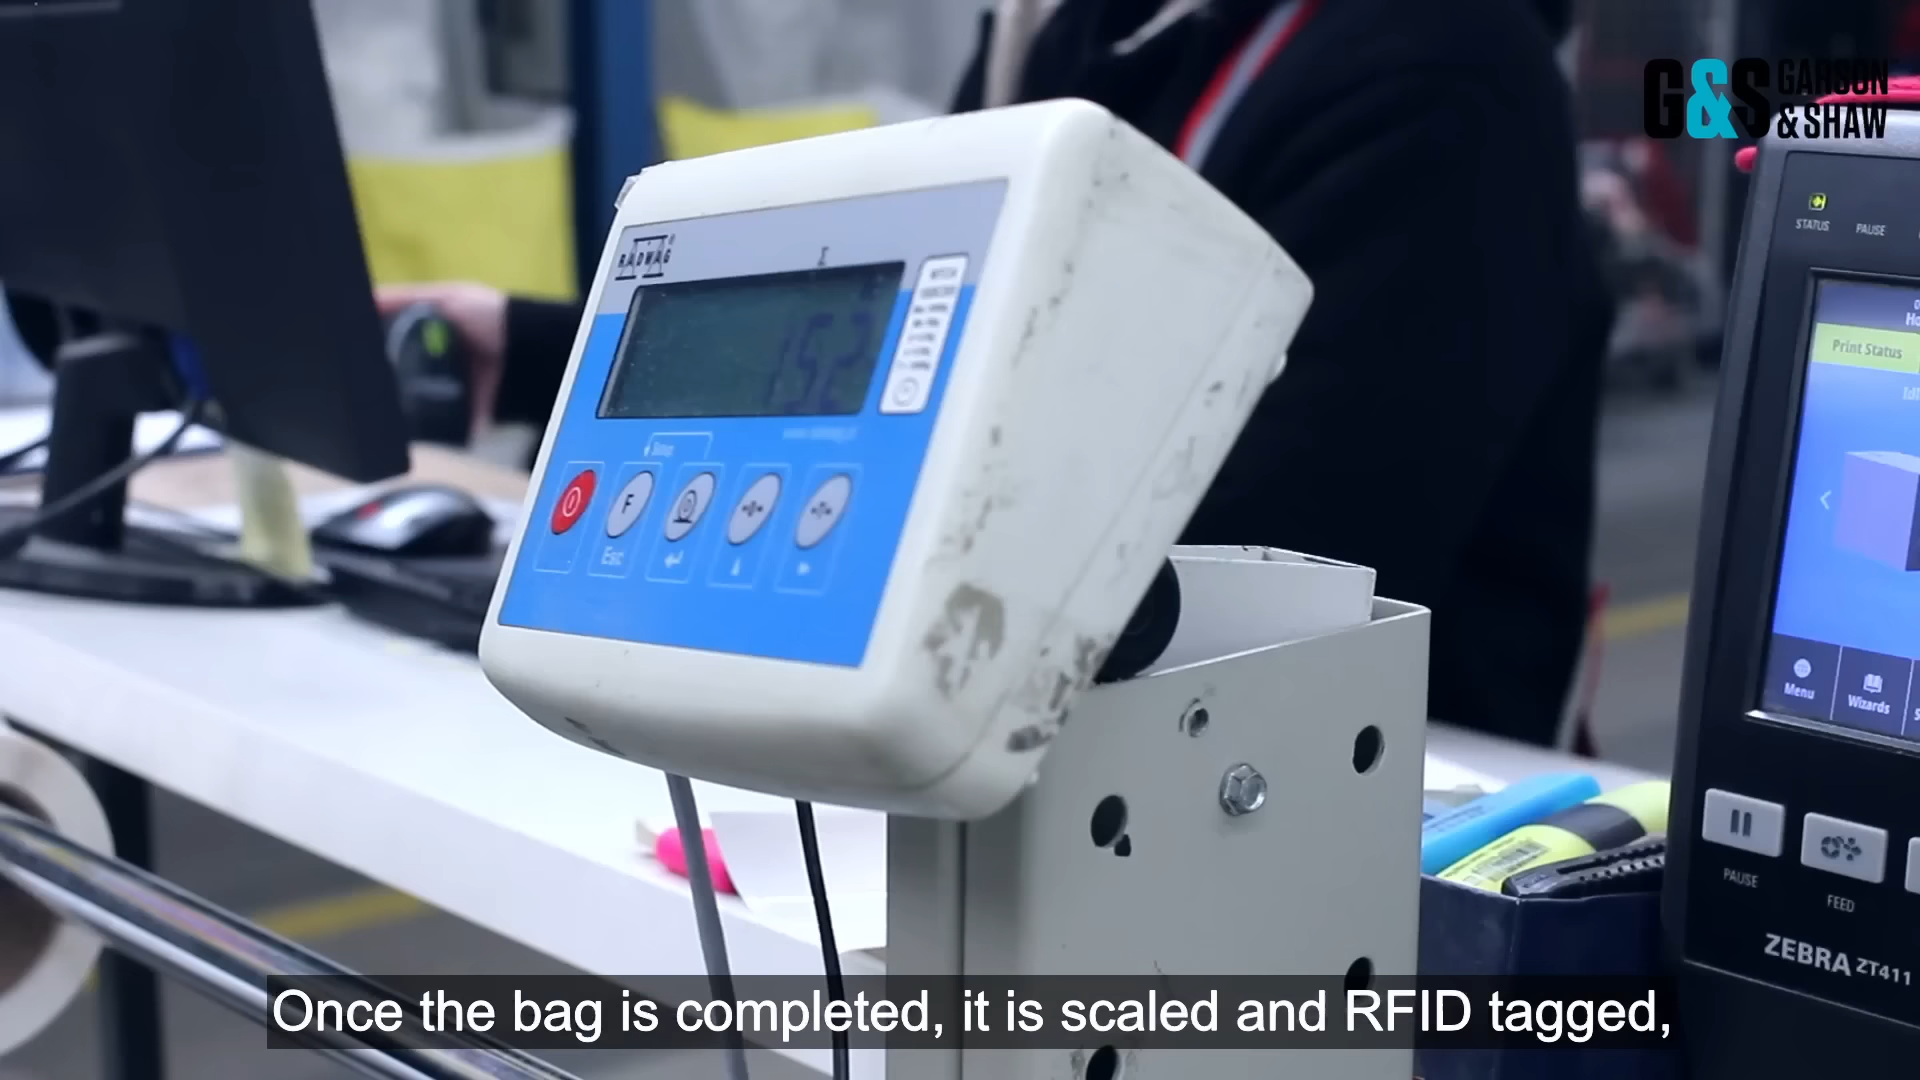 G&S GARSON
& SHAW
RADWAG
Σ
152
Setup
F
Esc
STATUS
PAUSE
Print Status
Menu
Wizards
PAUSE
FEED
ZEBRA ZT411
Once the bag is completed, it is scaled and RFID tagged,